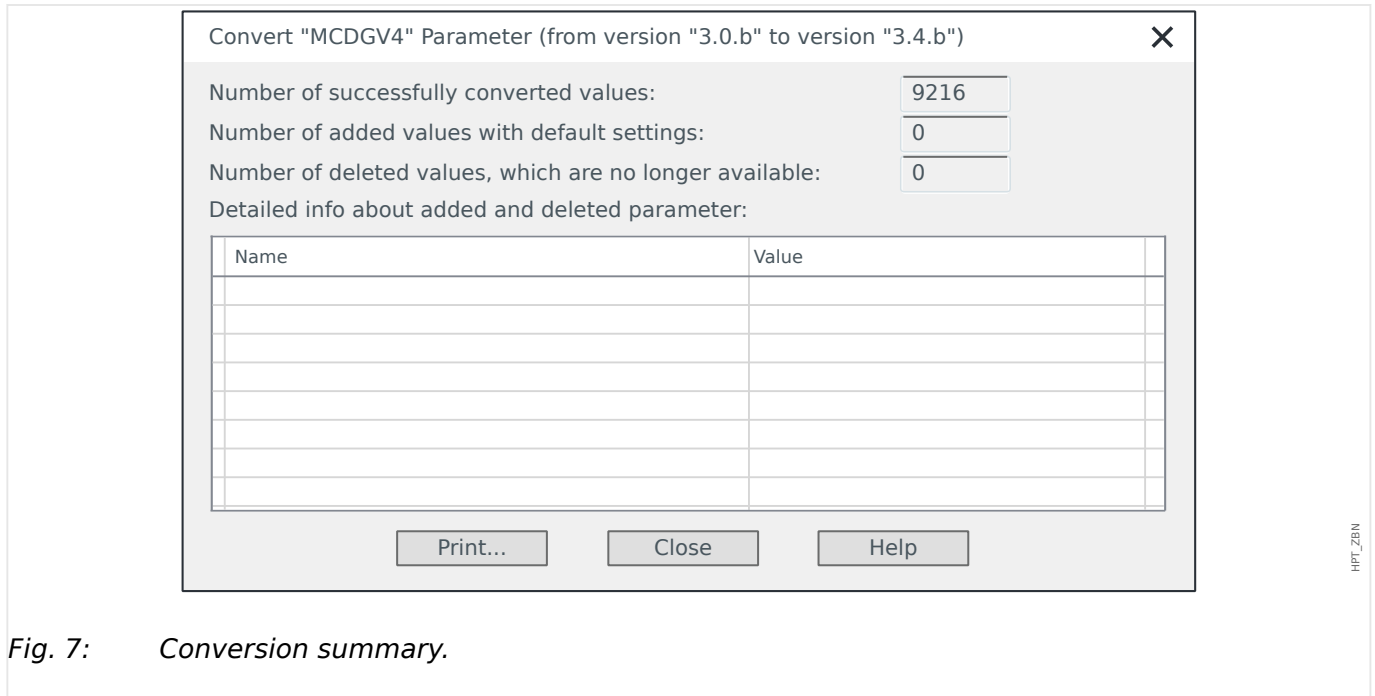 Convert "MCDGV4" Parameter (from version "3.0.b" to version "3.4.b")
Number of successfully converted values: 9216
Number of added values with default settings: 0
Number of deleted values, which are no longer available: 0
Detailed info about added and deleted parameter:
Name Value
Print... Close Help
HPT_ZBN
Fig. 7: Conversion summary.